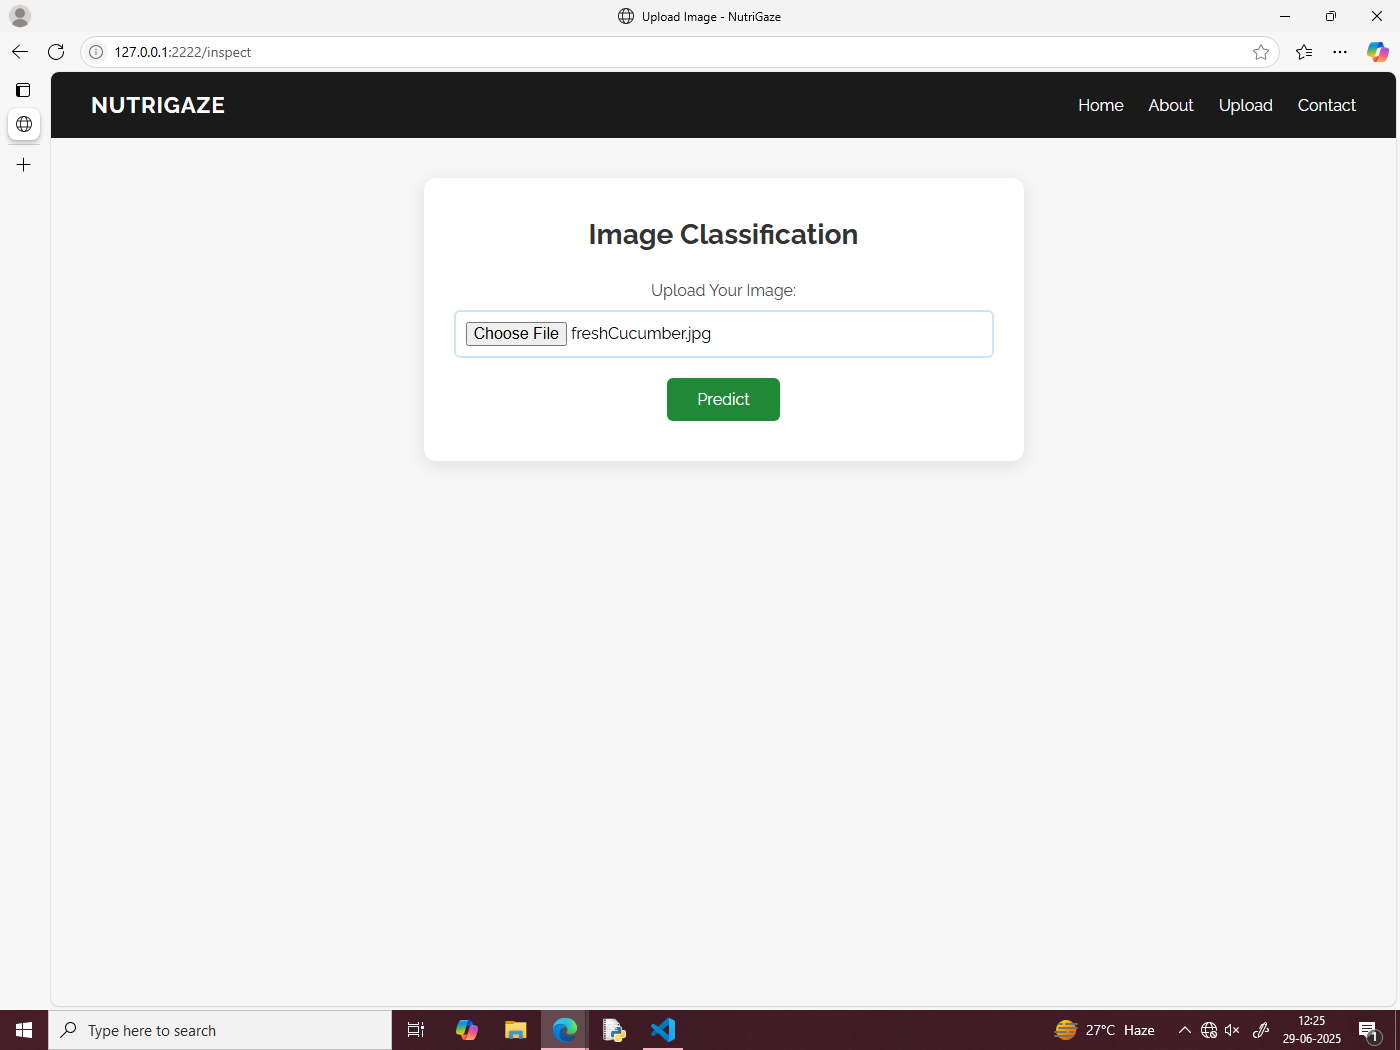 Upload Image - NutriGaze
127.0.0.1:2222/inspect
NUTRIGAZE
Home About Upload Contact
Image Classification
Upload Your Image:
Choose File freshCucumber.jpg
Predict
Type here to search
27°C Haze
12:25
29-06-2025
1